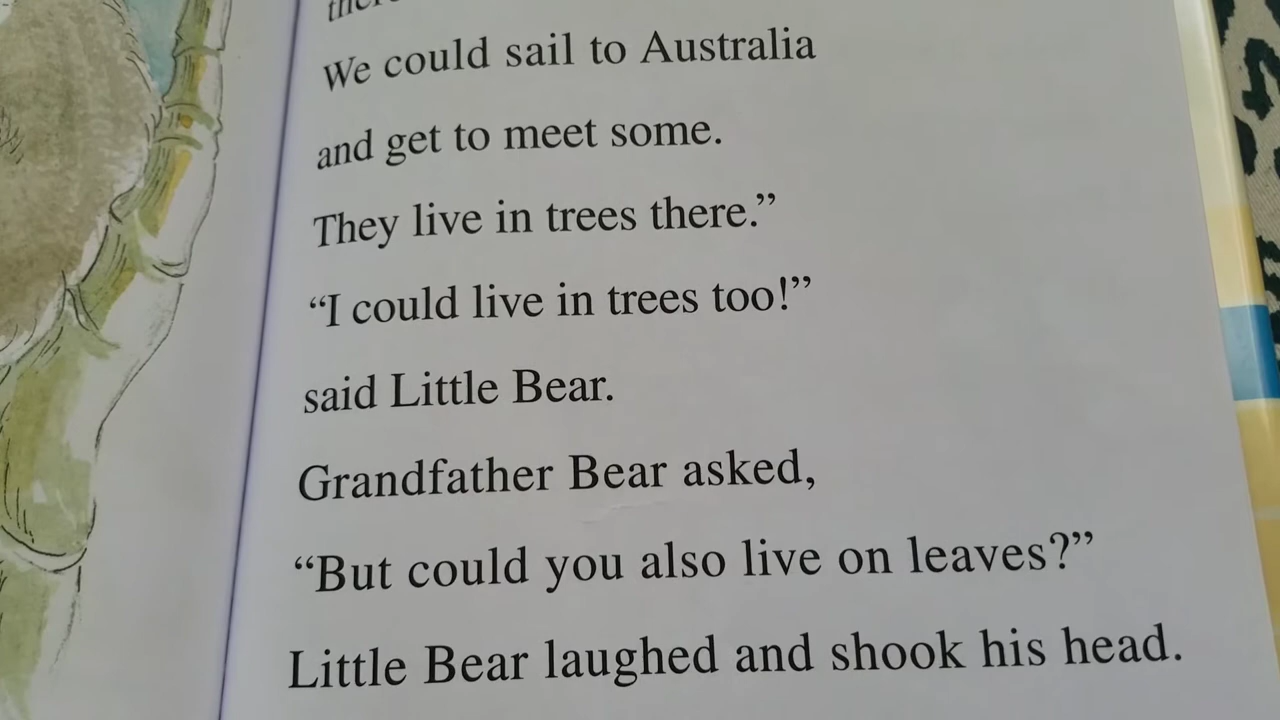 We could sail to Australia
and get to meet some.
They live in trees there.”
“I could live in trees too!”
said Little Bear.
Grandfather Bear asked,
“But could you also live on leaves?”
Little Bear laughed and shook his head.